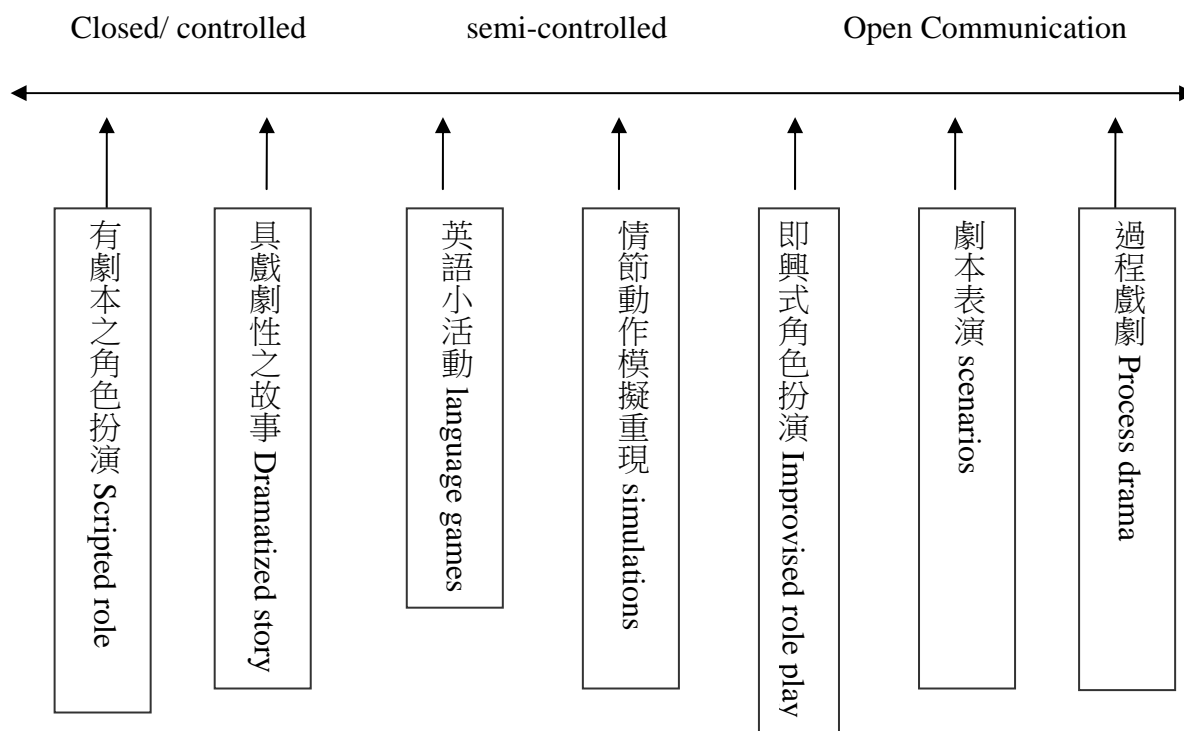 Closed/ controlled
semi-controlled
Open Communication
有劇本之角色扮演 Scripted role
具戲劇性之故事 Dramatized story
英語小活動 language games
情節動作模擬重現 simulations
即興式角色扮演 Improvised role play
劇本表演 scenarios
過程戲劇 Process drama